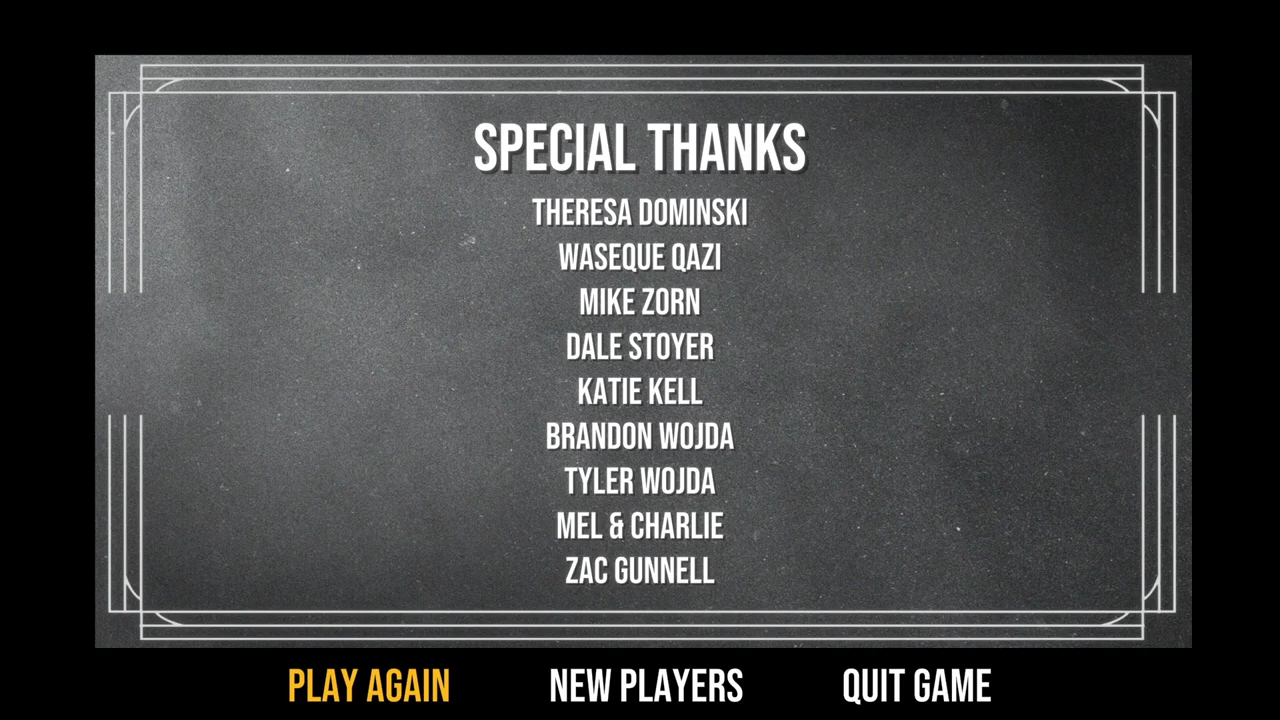 SPECIAL THANKS
THERESA DOMINSKI
WASEQUE QAZI
MIKE ZORN
DALE STOYER
KATIE KELL
BRANDON WOJDA
TYLER WOJDA
MEL & CHARLIE
ZAC GUNNELL
PLAY AGAIN NEW PLAYERS QUIT GAME